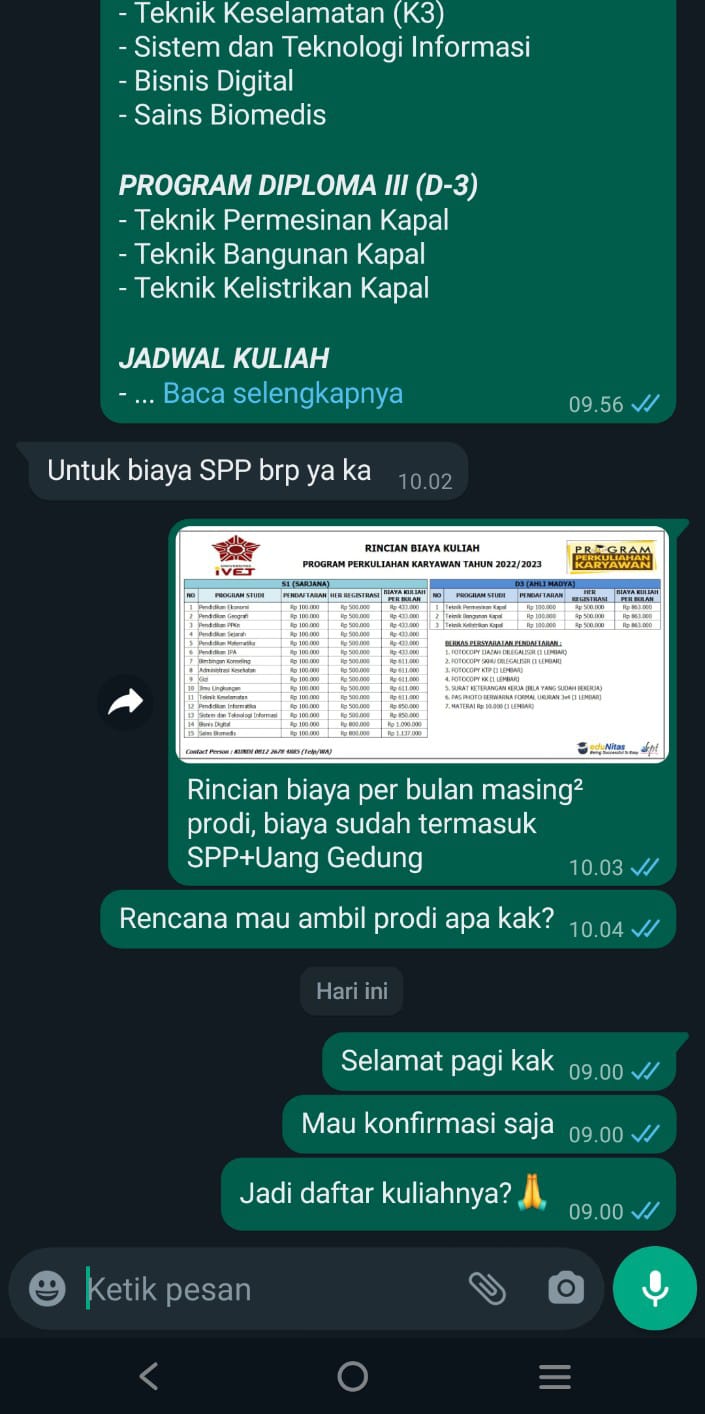 - Teknik Keselamatan (K3)
- Sistem dan Teknologi Informasi
- Bisnis Digital
- Sains Biomedis
PROGRAM DIPLOMA III (D-3)
- Teknik Permesinan Kapal
- Teknik Bangunan Kapal
- Teknik Kelistrikan Kapal
JADWAL KULIAH
- ... Baca selengkapnya
09.56
Untuk biaya SPP brp ya ka 10.02
IVET
RINCIAN BIAYA KULIAH
PROGRAM PERKULIAHAN KARYAWAN TAHUN 2022/2023
PROGRAM
PERKULIAHAN
KARYAWAN
S1 (SARJANA)
NO PROGRAM STUDI PENDAFTARAN HER REGISTRASI BIAYA KULIAH PER BULAN
1 Pendidikan Ekonomi Rp 100.000 Rp 500.000 Rp 433.000
2 Pendidikan Geografi Rp 100.000 Rp 500.000 Rp 433.000
3 Pendidikan PPKn Rp 100.000 Rp 500.000 Rp 433.000
4 Pendidikan Sejarah Rp 100.000 Rp 500.000 Rp 433.000
5 Pendidikan Matematika Rp 100.000 Rp 500.000 Rp 433.000
6 Pendidikan IPA Rp 100.000 Rp 500.000 Rp 433.000
7 Bimbingan Konseling Rp 100.000 Rp 500.000 Rp 611.000
8 Administrasi Kesehatan Rp 100.000 Rp 500.000 Rp 611.000
9 Gizi Rp 100.000 Rp 500.000 Rp 611.000
10 Ilmu Lingkungan Rp 100.000 Rp 500.000 Rp 611.000
11 Teknik Keselamatan Rp 100.000 Rp 500.000 Rp 611.000
12 Pendidikan Informatika Rp 100.000 Rp 500.000 Rp 850.000
13 Sistem dan Teknologi Informasi Rp 100.000 Rp 500.000 Rp 850.000
14 Bisnis Digital Rp 100.000 Rp 800.000 Rp 1.090.000
15 Sains Biomedis Rp 100.000 Rp 800.000 Rp 1.137.000
D3 (AHLI MADYA)
NO PROGRAM STUDI PENDAFTARAN HER REGISTRASI BIAYA KULIAH PER BULAN
1 Teknik Permesinan Kapal Rp 100.000 Rp 500.000 Rp 863.000
2 Teknik Bangunan Kapal Rp 100.000 Rp 500.000 Rp 863.000
3 Teknik Kelistrikan Kapal Rp 100.000 Rp 500.000 Rp 863.000
BERKAS PERSYARATAN PENDAFTARAN :
1. FOTOCOPY IJAZAH DILEGALISIR (1 LEMBAR)
2. FOTOCOPY SKHU DILEGALISIR (1 LEMBAR)
3. FOTOCOPY KTP (1 LEMBAR)
4. FOTOCOPY KK (1 LEMBAR)
5. SURAT KETERANGAN KERJA (BILA YANG SUDAH BEKERJA)
6. PAS PHOTO BERWARNA FORMAL UKURAN 3x4 (1 LEMBAR)
7. MATERAI Rp 10.000 (1 LEMBAR)
eduNitas
Rincian biaya per bulan masing²
prodi, biaya sudah termasuk
SPP+Uang Gedung
10.03
Rencana mau ambil prodi apa kak? 10.04
Hari ini
Selamat pagi kak 09.00
Mau konfirmasi saja 09.00
Jadi daftar kuliahnya?🙏 09.00
Ketik pesan